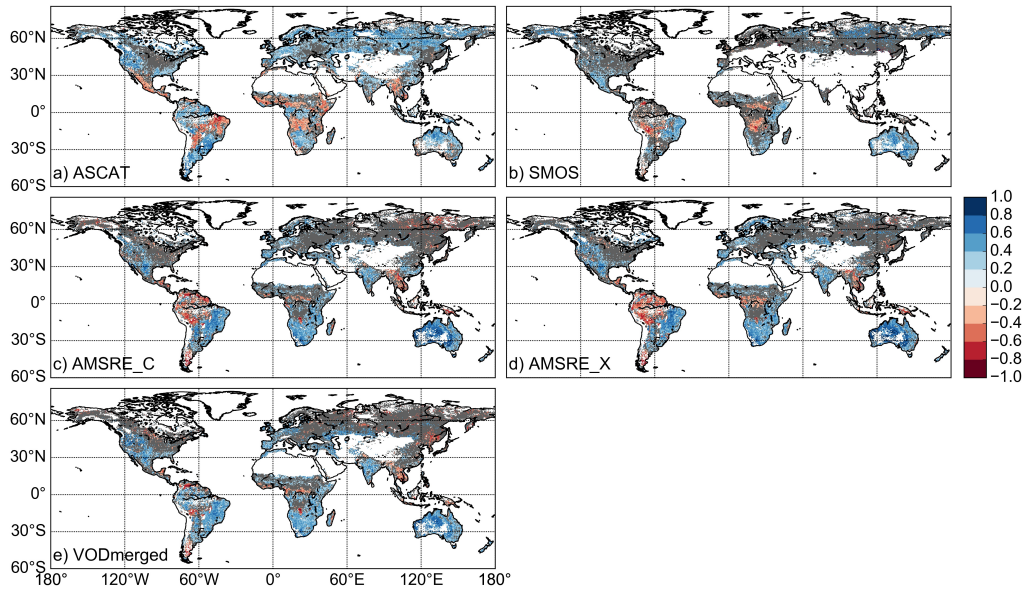 60°N
30°N
0°
30°S
60°S
a) ASCAT
b) SMOS
60°N
30°N
0°
30°S
60°S
c) AMSRE_C
d) AMSRE_X
1.0
0.8
0.6
0.4
0.2
0.0
−0.2
−0.4
−0.6
−0.8
−1.0
60°N
30°N
0°
30°S
60°S
e) VODmerged
180° 120°W 60°W 0° 60°E 120°E 180°